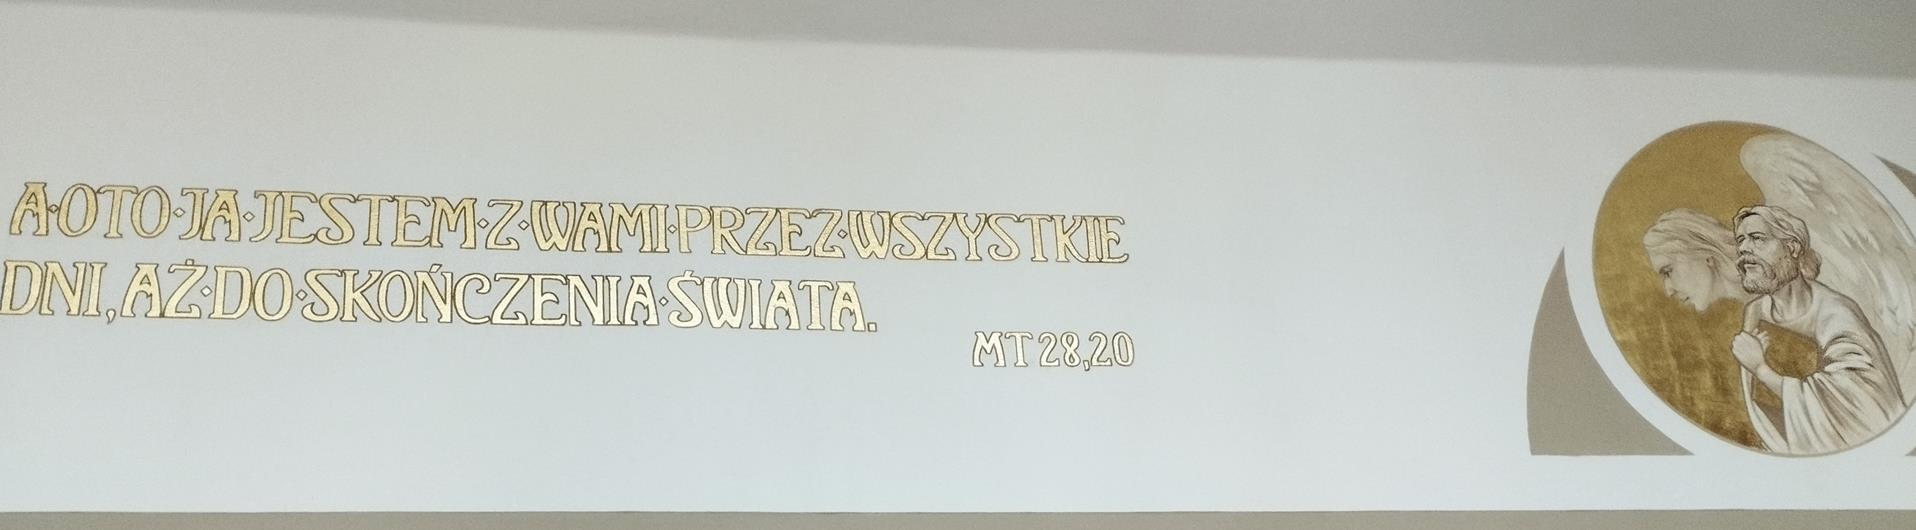 A·OTO·JA·JESTEM·Z·WAMI·PRZEZ·WSZYSTKIE
DNI, AŻ·DO·SKOŃCZENIA·ŚWIATA.
MT 28,20